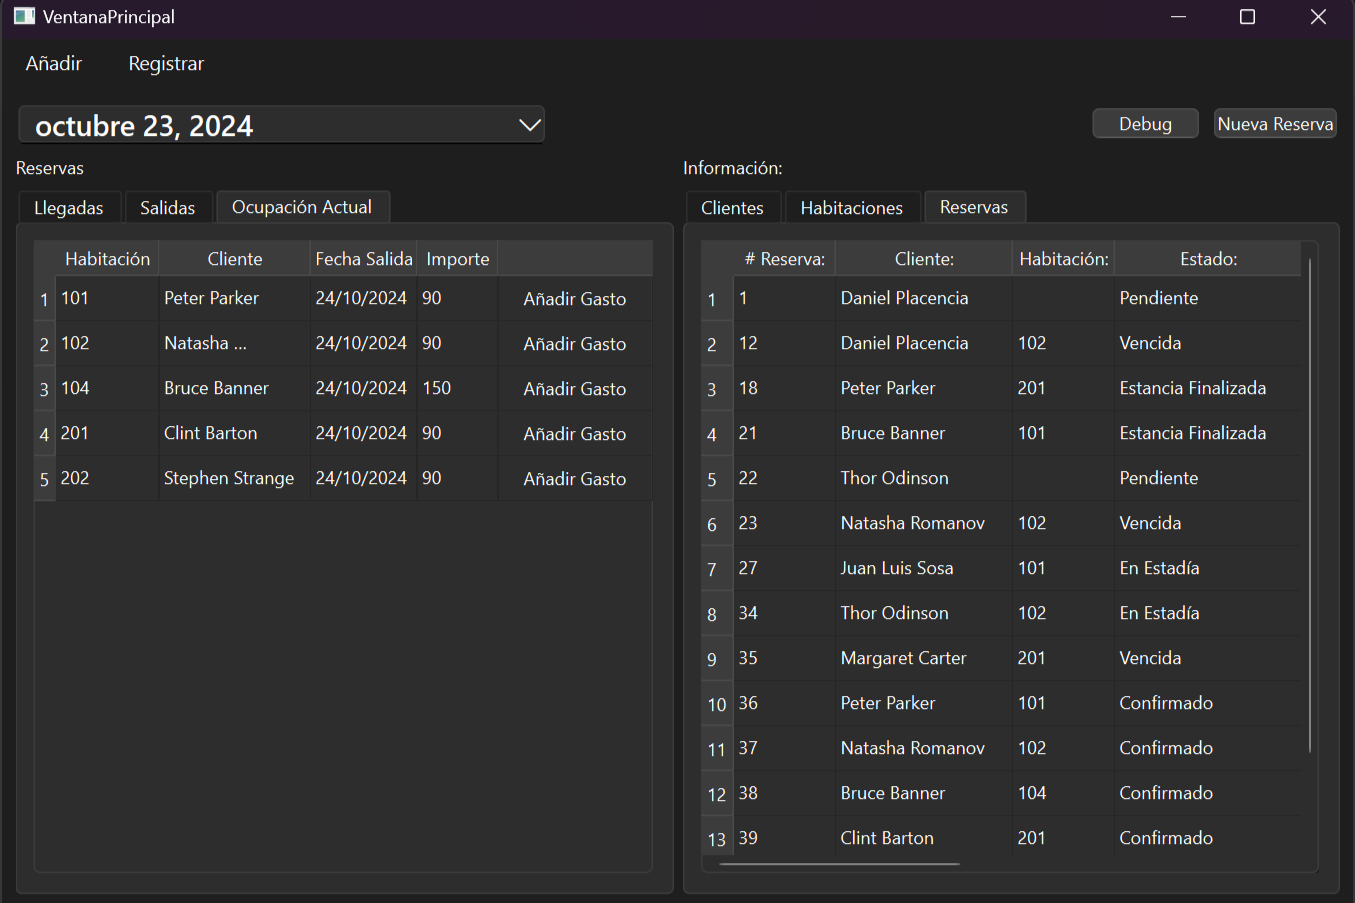 VentanaPrincipal
Añadir Registrar
octubre 23, 2024
Debug Nueva Reserva
Reservas
Llegadas Salidas Ocupación Actual
Habitación Cliente Fecha Salida Importe
1 101 Peter Parker 24/10/2024 90 Añadir Gasto
2 102 Natasha ... 24/10/2024 90 Añadir Gasto
3 104 Bruce Banner 24/10/2024 150 Añadir Gasto
4 201 Clint Barton 24/10/2024 90 Añadir Gasto
5 202 Stephen Strange 24/10/2024 90 Añadir Gasto
Información:
Clientes Habitaciones Reservas
# Reserva: Cliente: Habitación: Estado:
1 1 Daniel Placencia Pendiente
2 12 Daniel Placencia 102 Vencida
3 18 Peter Parker 201 Estancia Finalizada
4 21 Bruce Banner 101 Estancia Finalizada
5 22 Thor Odinson Pendiente
6 23 Natasha Romanov 102 Vencida
7 27 Juan Luis Sosa 101 En Estadía
8 34 Thor Odinson 102 En Estadía
9 35 Margaret Carter 201 Vencida
10 36 Peter Parker 101 Confirmado
11 37 Natasha Romanov 102 Confirmado
12 38 Bruce Banner 104 Confirmado
13 39 Clint Barton 201 Confirmado